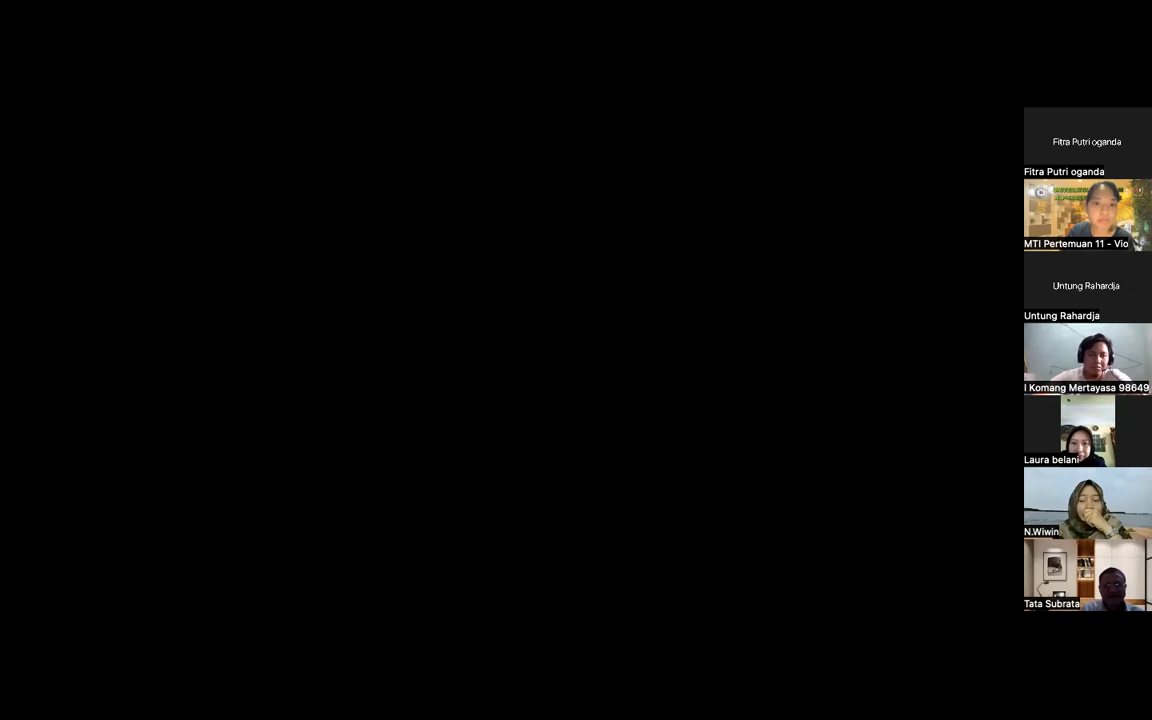 Fitra Putri oganda
Fitra Putri oganda
MTI Pertemuan 11 - Vio
Untung Rahardja
Untung Rahardja
I Komang Mertayasa 98649
Laura belani
N.Wiwin
Tata Subrata